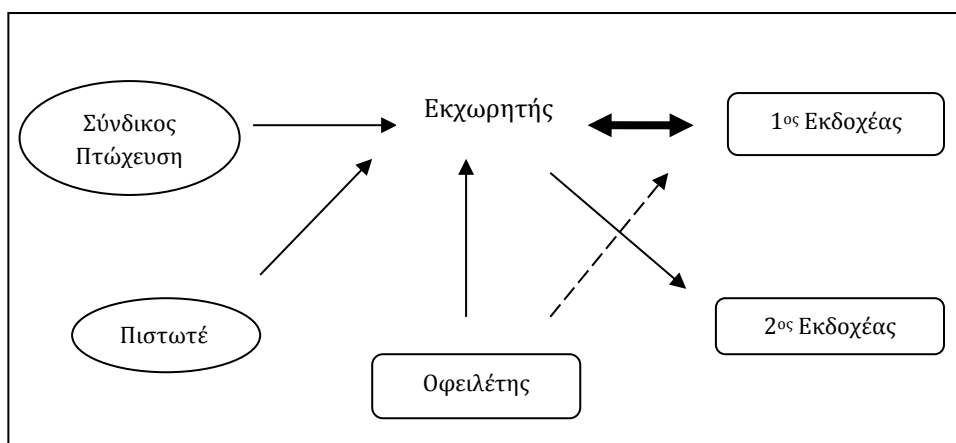 Σύνδικος
Πτώχευση
Εκχωρητής
1ος Εκδοχέας
Πιστωτέ
Οφειλέτης
2ος Εκδοχέας